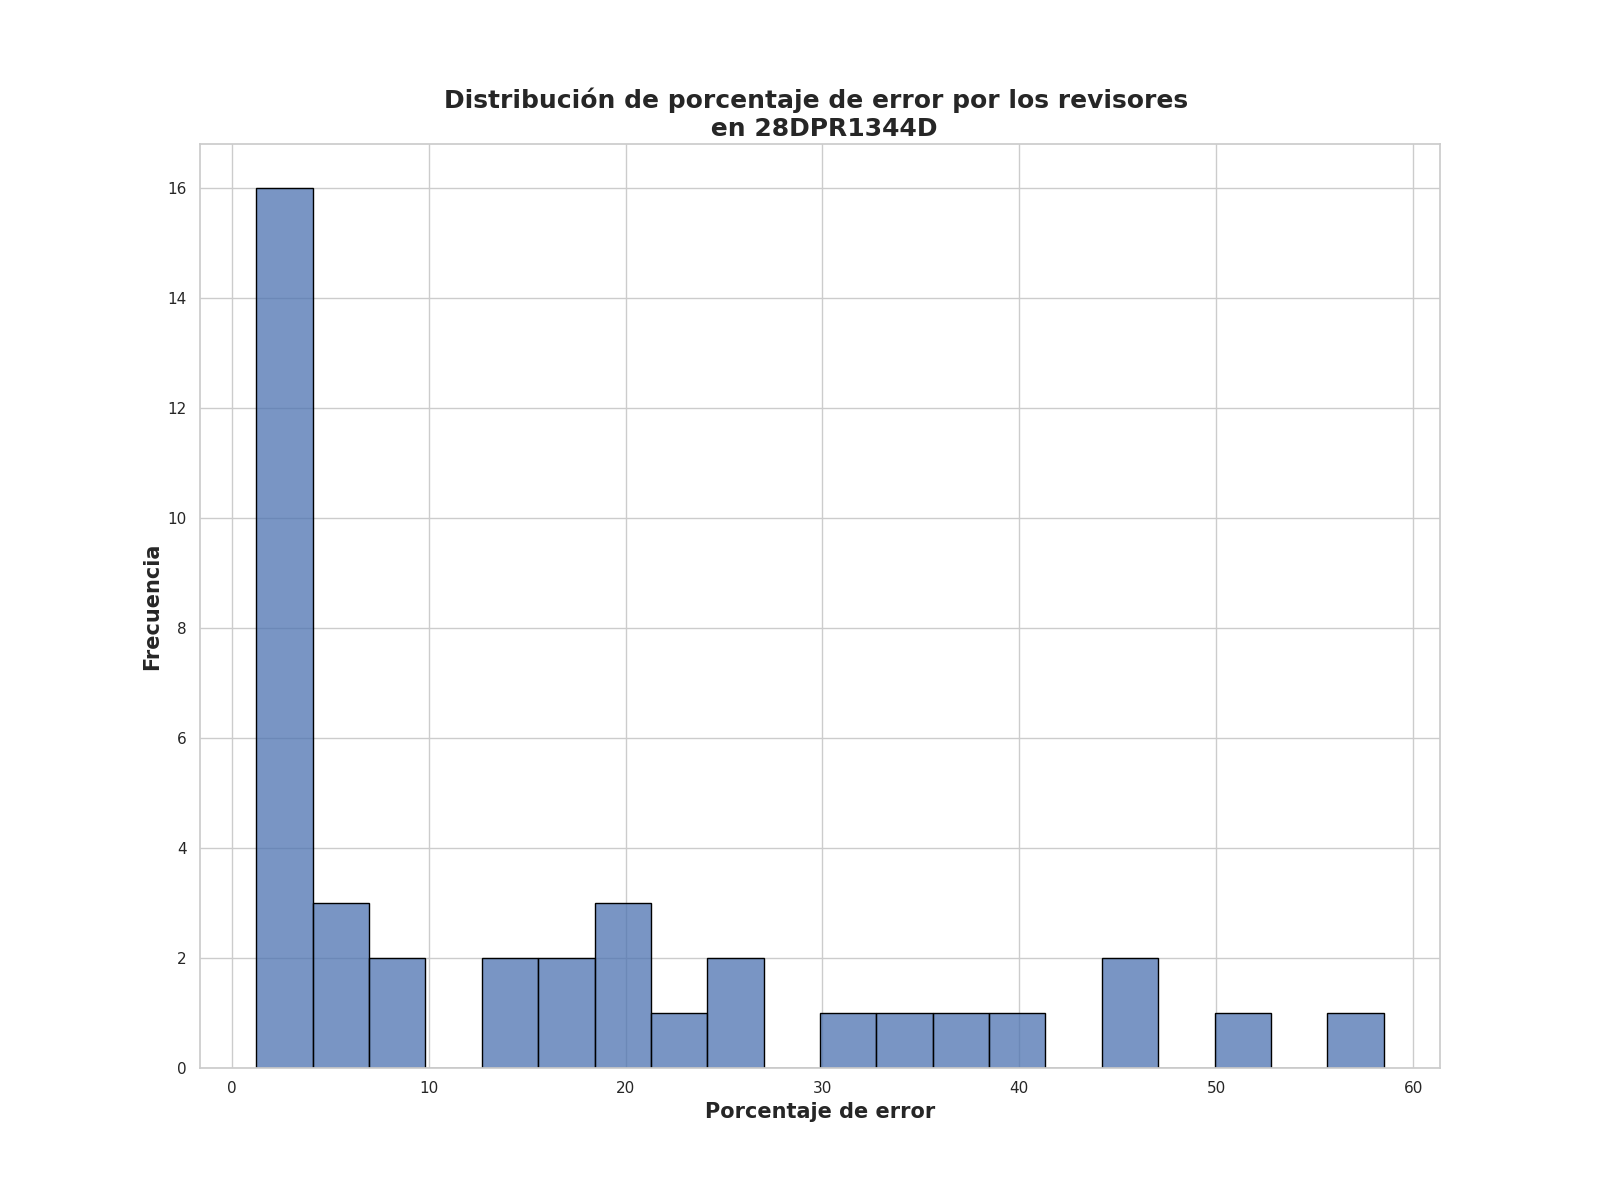 Distribución de porcentaje de error por los revisores
en 28DPR1344D
16
14
12
10
8
6
4
2
0
Frecuencia
0 10 20 30 40 50 60
Porcentaje de error